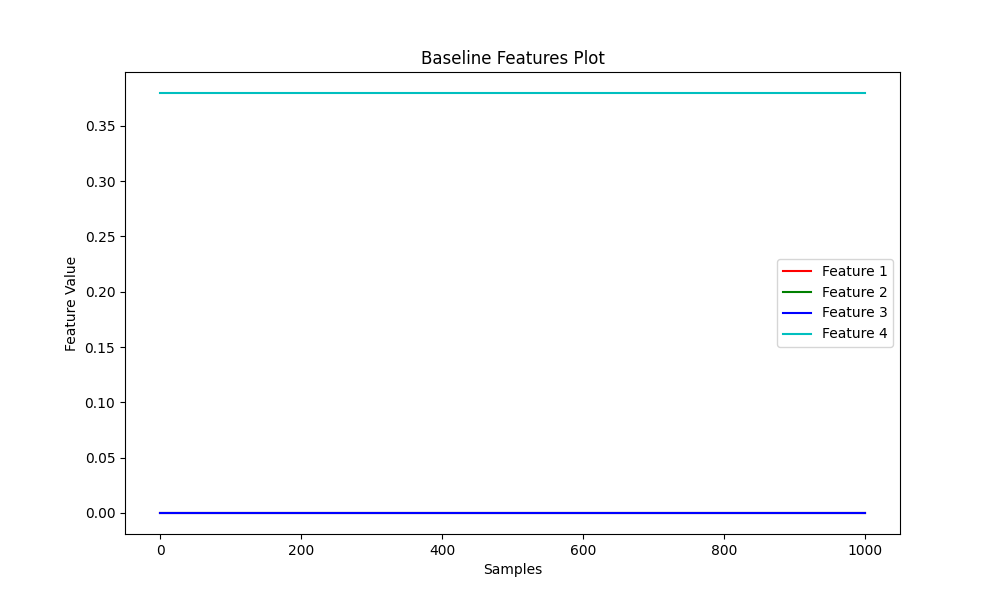 Baseline Features Plot
Feature Value
0.35
0.30
0.25
0.20
0.15
0.10
0.05
0.00
Feature 1
Feature 2
Feature 3
Feature 4
0 200 400 600 800 1000
Samples